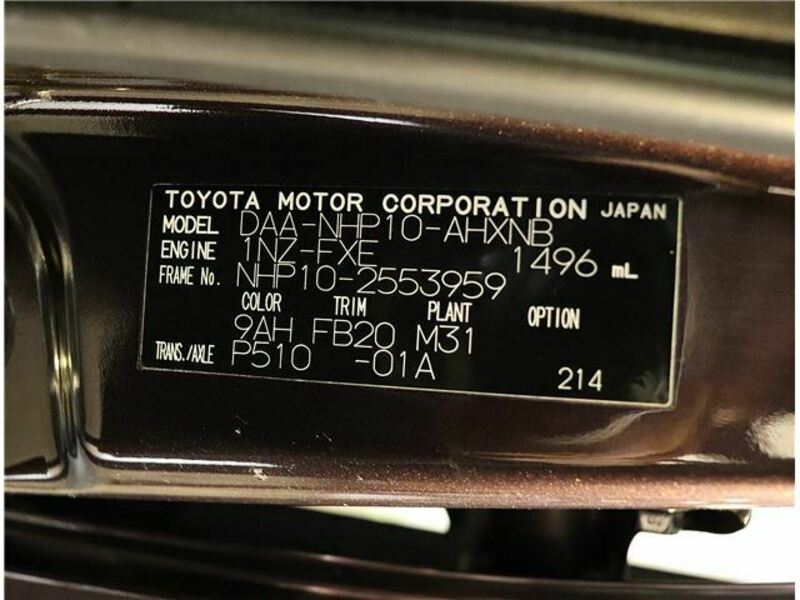 TOYOTA MOTOR CORPORATION JAPAN
MODEL DAA-NHP10-AHXNB
ENGINE 1NZ-FXE 1496 mL
FRAME No. NHP10-2553959
COLOR TRIM PLANT OPTION
9AH FB20 M31
TRANS./AXLE P510 -01A 214